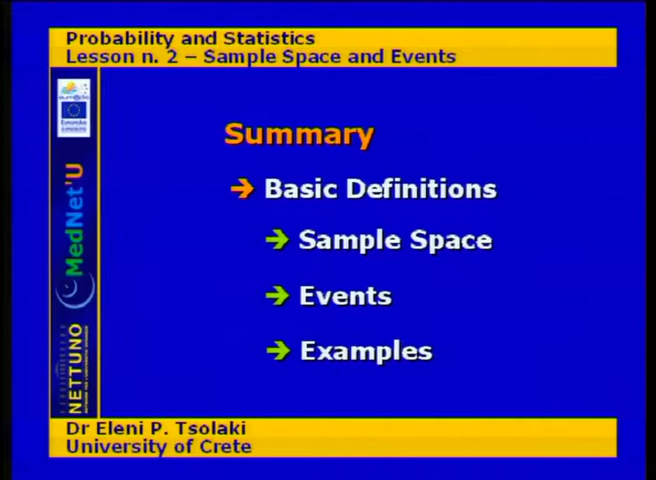 Probability and Statistics
Lesson n. 2 – Sample Space and Events
Summary
Basic Definitions
Sample Space
Events
Examples
MedNet'U
NETTUNO
Dr Eleni P. Tsolaki
University of Crete